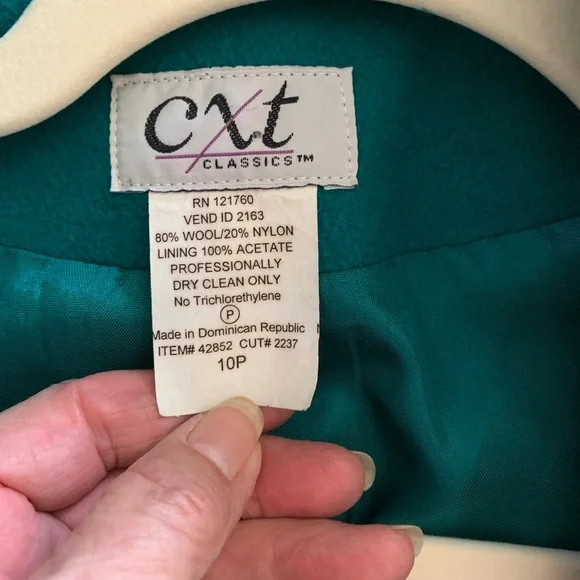 cx.t
CLASSICS™
RN 121760
VEND ID 2163
80% WOOL/20% NYLON
LINING 100% ACETATE
PROFESSIONALLY
DRY CLEAN ONLY
No Trichlorethylene
P
Made in Dominican Republic
ITEM# 42852 CUT# 2237
10P